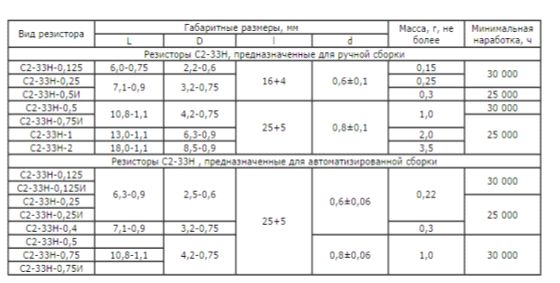 Вид резистора Габаритные размеры, мм Масса, г, не более Минимальная наработка, ч
L D l d
Резисторы С2-33Н, предназначенные для ручной сборки
С2-33Н-0,125 6,0-0,75 2,2-0,6 16+4 0,6±0,1 0,15 30 000
С2-33Н-0,25 7,1-0,9 3,2-0,75 0,25
С2-33Н-0,5И 0,3 25 000
С2-33Н-0,5 10,8-1,1 4,2-0,75 25+5 0,8±0,1 1,0 30 000
С2-33Н-0,75И 25 000
С2-33Н-1 13,0-1,1 6,3-0,9 2,0
С2-33Н-2 18,0-1,1 8,5-0,9 3,5
Резисторы С2-33Н , предназначенные для автоматизированной сборки
С2-33Н-0,125 6,3-0,9 2,5-0,6 25+5 0,6±0,06 0,22 30 000
С2-33Н-0,125И
С2-33Н-0,25 25 000
С2-33Н-0,25И
С2-33Н-0,4 7,1-0,9 3,2-0,75 0,3
С2-33Н-0,5 10,8-1,1 4,2-0,75 0,8±0,06 1,0 30 000
С2-33Н-0,75
С2-33Н-0,75И